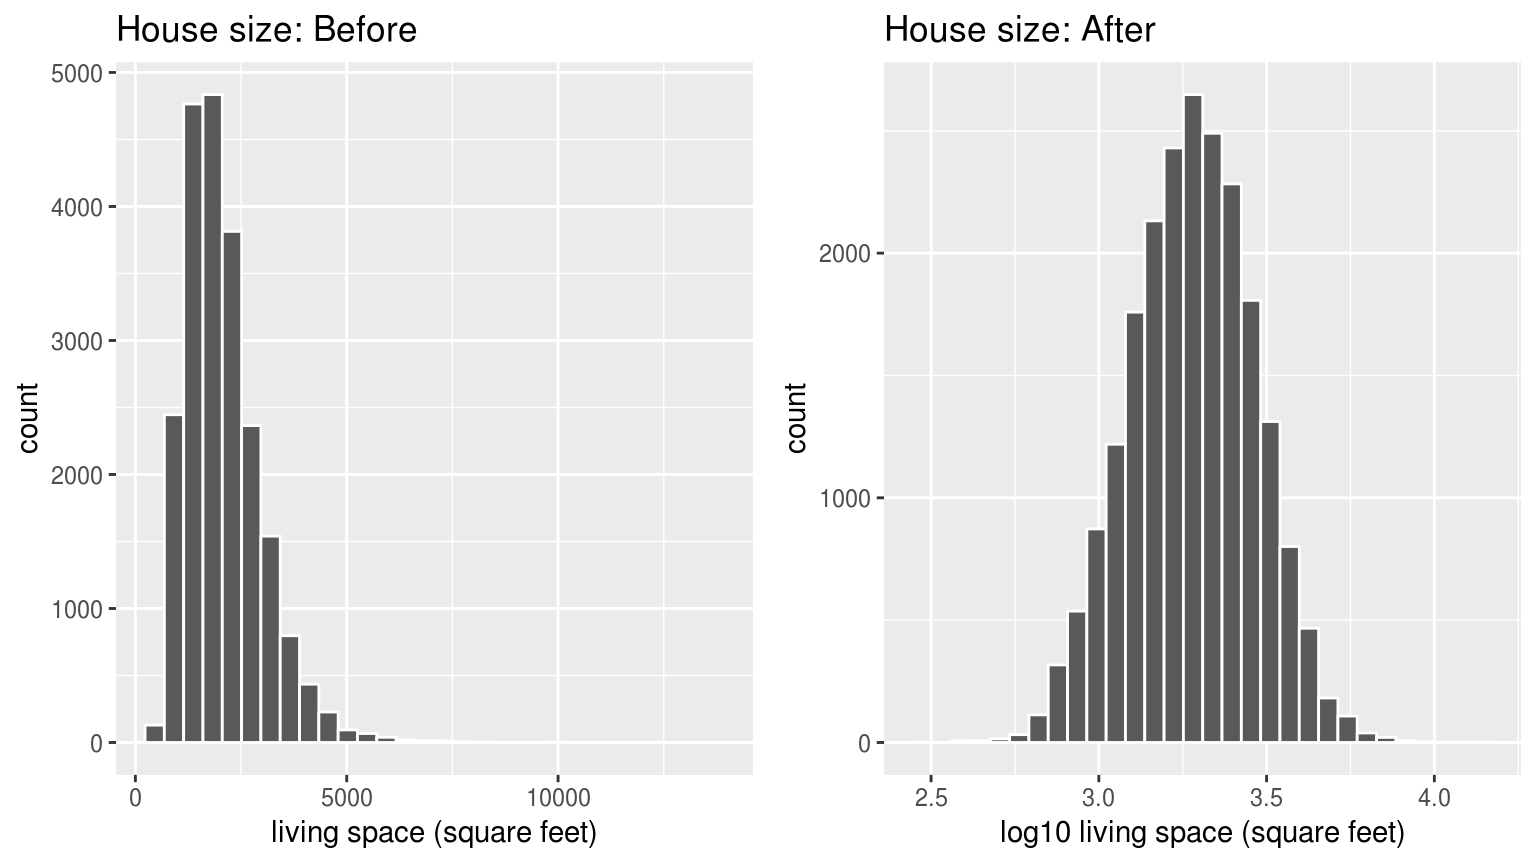 House size: Before
5000
4000
3000
2000
1000
0
count
0 5000 10000
living space (square feet)
House size: After
2000
1000
0
count
2.5 3.0 3.5 4.0
log10 living space (square feet)